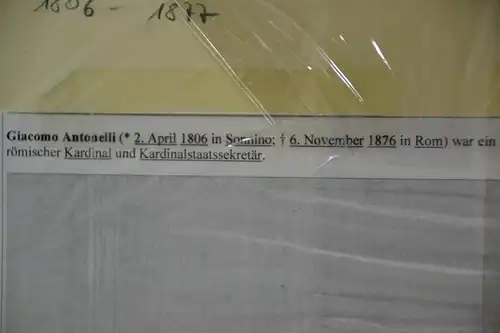 1806 - 1877
Giacomo Antonelli (* 2. April 1806 in Sonnino; † 6. November 1876 in Rom) war ein
römischer Kardinal und Kardinalstaatssekretär.